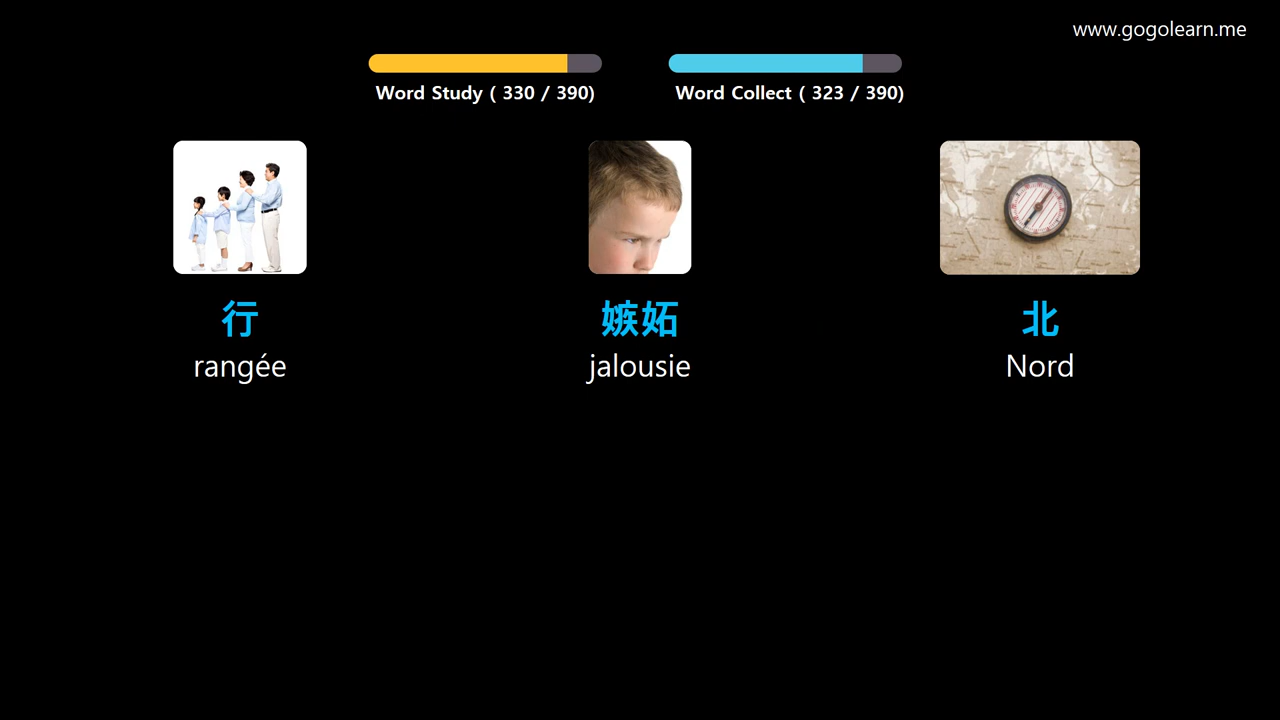 www.gogolearn.me
Word Study ( 330 / 390)
Word Collect ( 323 / 390)
行
rangée
嫉妬
jalousie
北
Nord